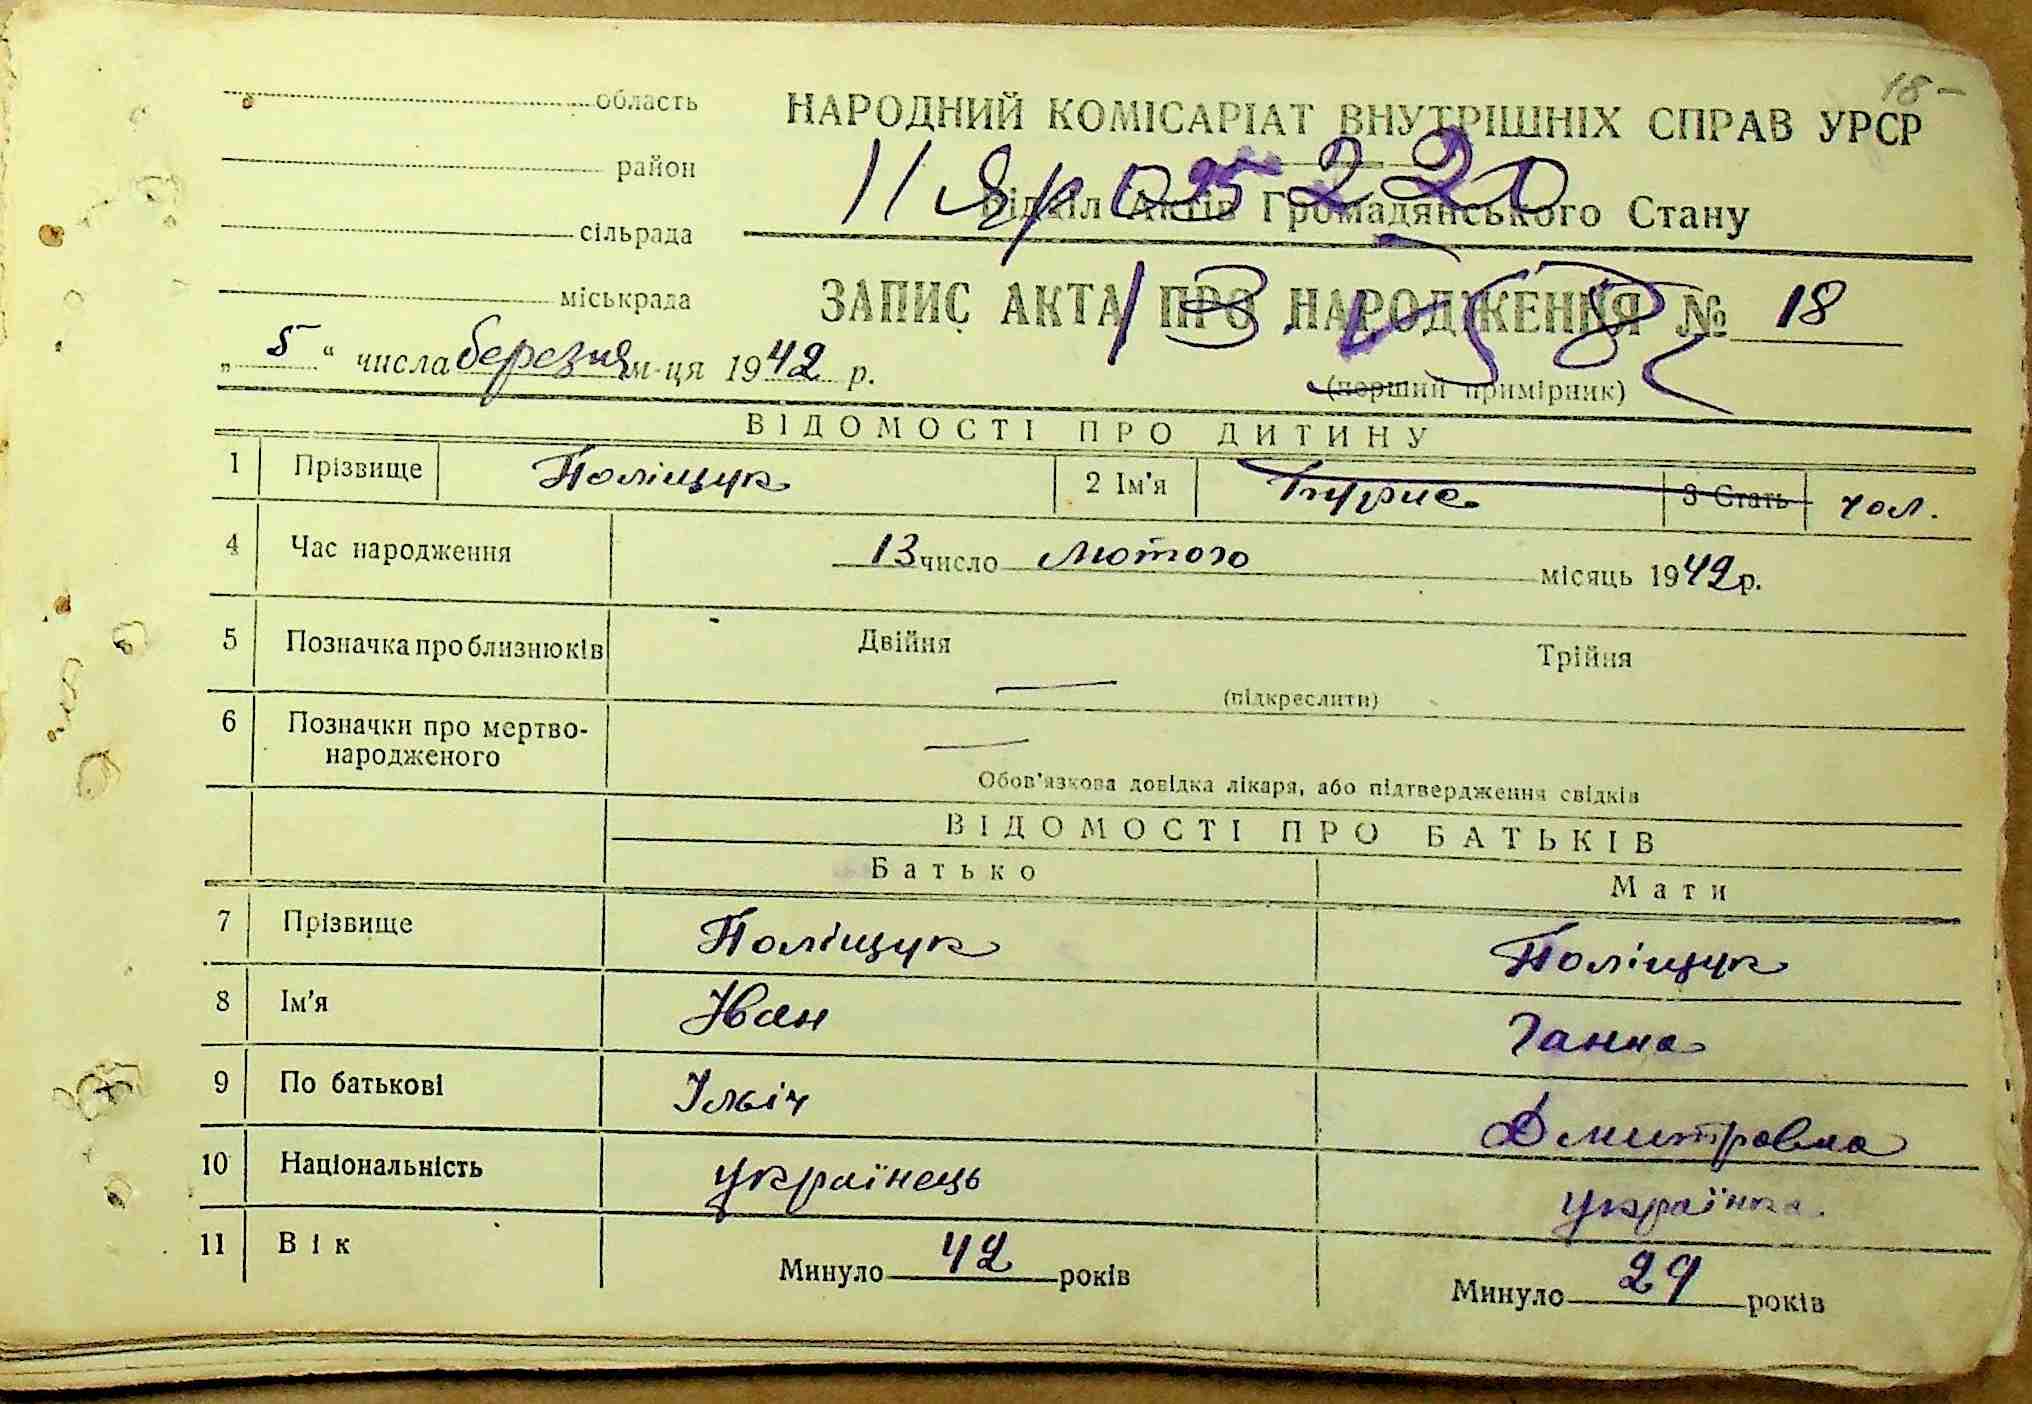 18-
область
НАРОДНИЙ КОМІСАРІАТ ВНУТРІШНІХ СПРАВ УРСР
район
Відділ Актів Громадянського Стану
сільрада
міськрада
ЗАПИС АКТА ПРО НАРОДЖЕННЯ № 18
„ 5 “ числа березня м-ця 1942 р.
(перший примірник)
ВІДОМОСТІ ПРО ДИТИНУ
1 Прізвище Поліщук 2 Ім'я 3 Стать чол.
4 Час народження 13 число лютого місяць 1942 р.
5 Позначка про близнюків Двійня Трійня
(підкреслити)
6 Позначки про мертво-
народженого
Обов'язкова довідка лікаря, або підтвердження свідків
ВІДОМОСТІ ПРО БАТЬКІВ
Батько Мати
7 Прізвище Поліщук Поліщук
8 Ім'я Іван Ганна
9 По батькові Ільіч Дмитровна
10 Національність українець українка
11 Вік Минуло 42 років Минуло 29 років